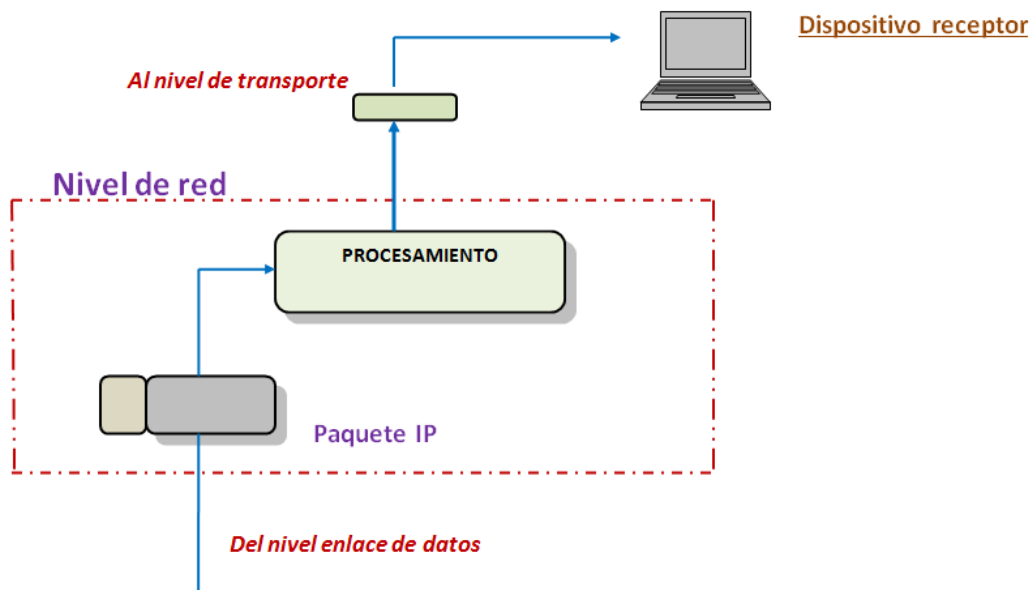 Dispositivo receptor
Al nivel de transporte
Nivel de red
PROCESAMIENTO
Paquete IP
Del nivel enlace de datos